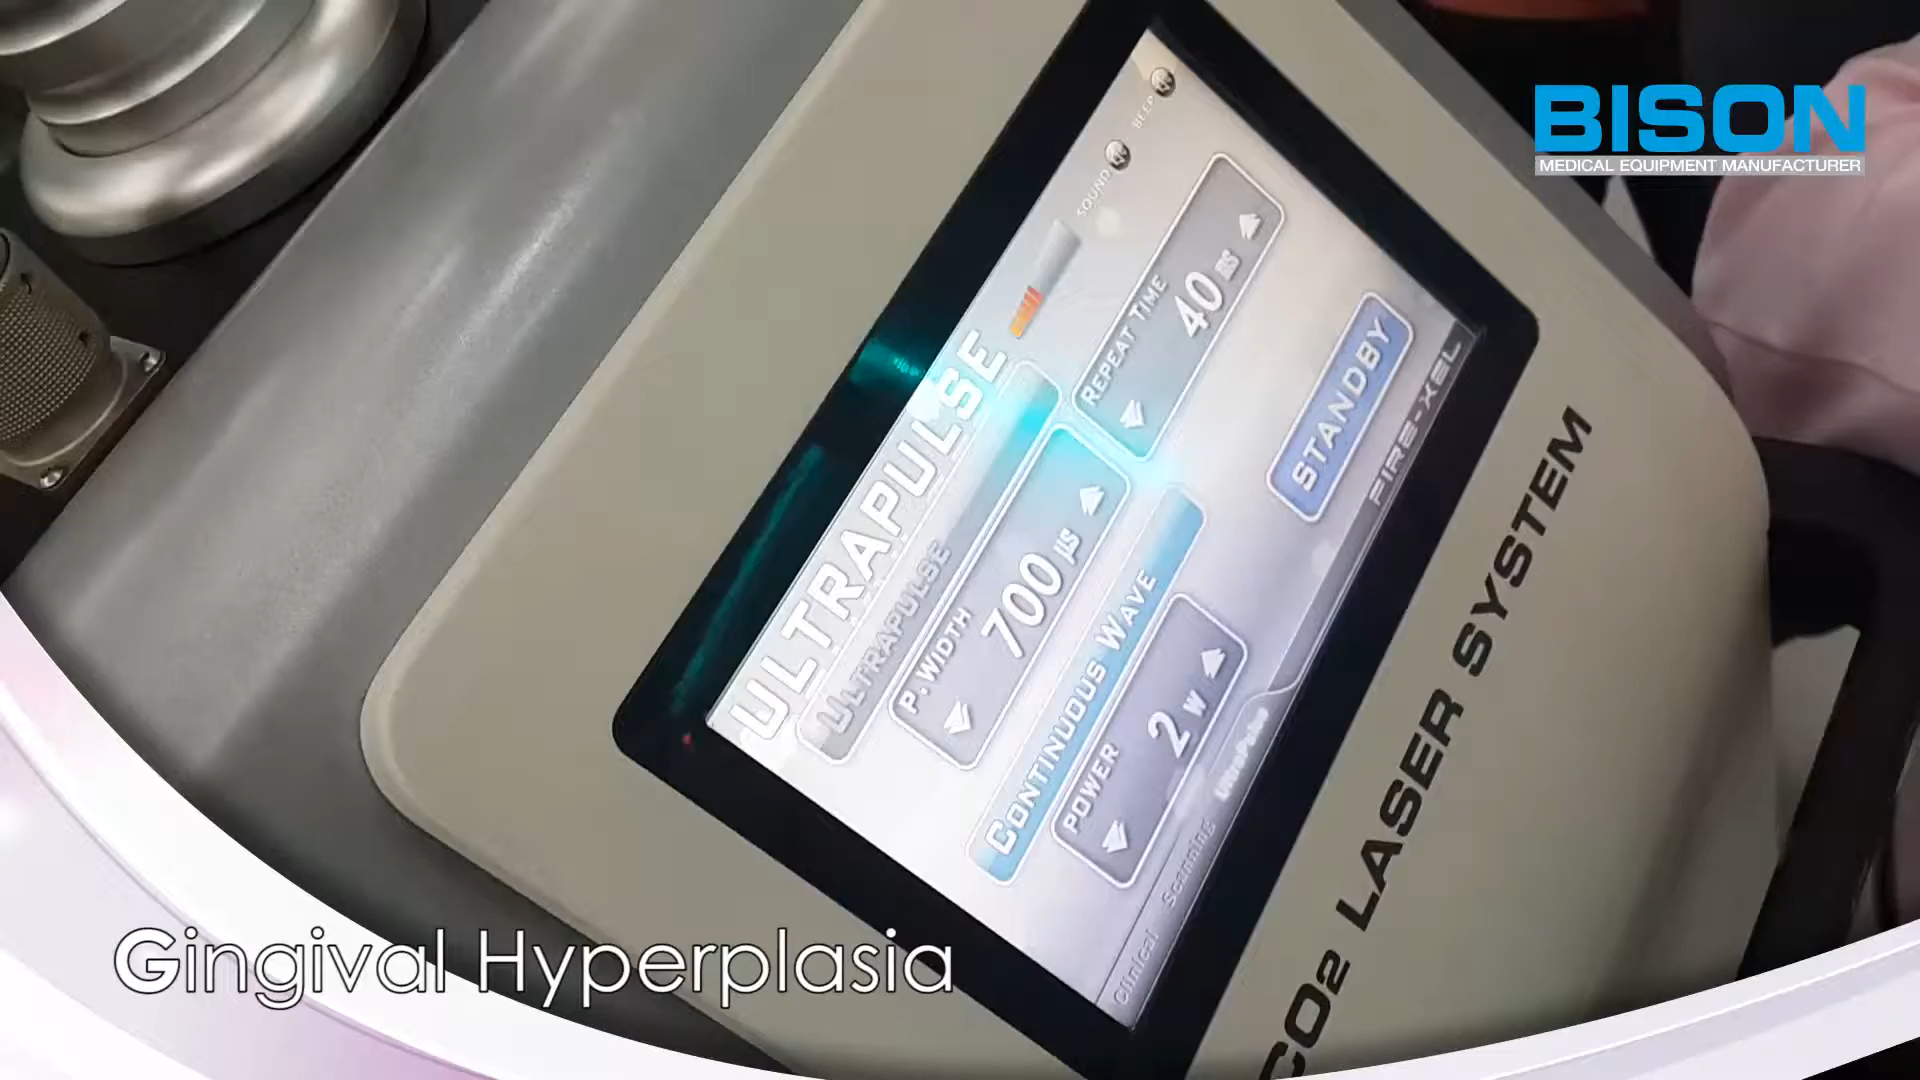 BISON
MEDICAL EQUIPMENT MANUFACTURER
BEEP
SOUND
ULTRAPULSE
ULTRAPULSE
P.WIDTH
700 µs
REPEAT TIME
40 ms
CONTINUOUS WAVE
POWER
2 W
STANDBY
Clinical
Scanning
UltraPulse
FIRE-XEL
CO2 LASER SYSTEM
Gingival Hyperplasia